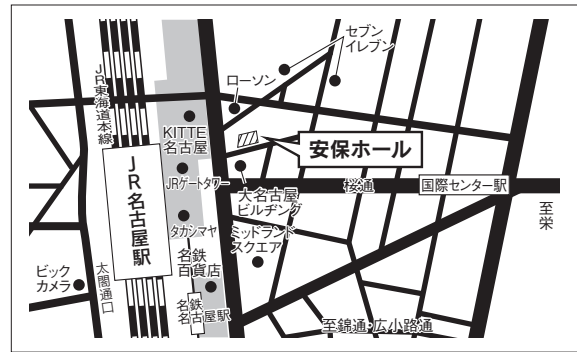 セブン
イレブン
JR東海道本線
ローソン
KITTE
名古屋
安保ホール
JR名古屋駅
JRゲートタワー
大名古屋
ビルヂング
桜通
国際センター駅
至栄
タカシマヤ
ミッドランド
スクエア
名鉄
百貨店
ビック
カメラ
太閤通口
名鉄
名古屋駅
至錦通・広小路通